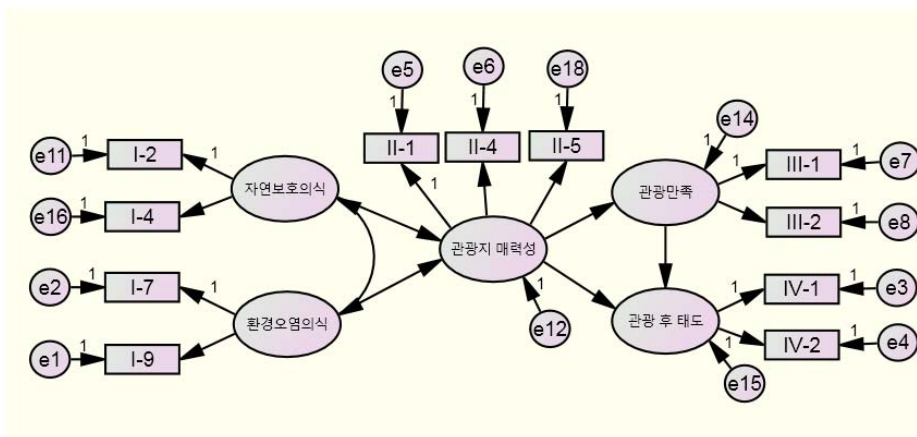 e5
e6
e18
1
1
1
II-1
II-4
II-5
1
e11
1
I-2
1
e16
1
I-4
자연보호의식
e2
1
I-7
1
e1
1
I-9
환경오염의식
관광지 매력성
1
e12
e14
1
관광만족
1
III-1
1
e7
III-2
1
e8
관광 후 태도
1
IV-1
1
e3
1
IV-2
1
e4
1
e15